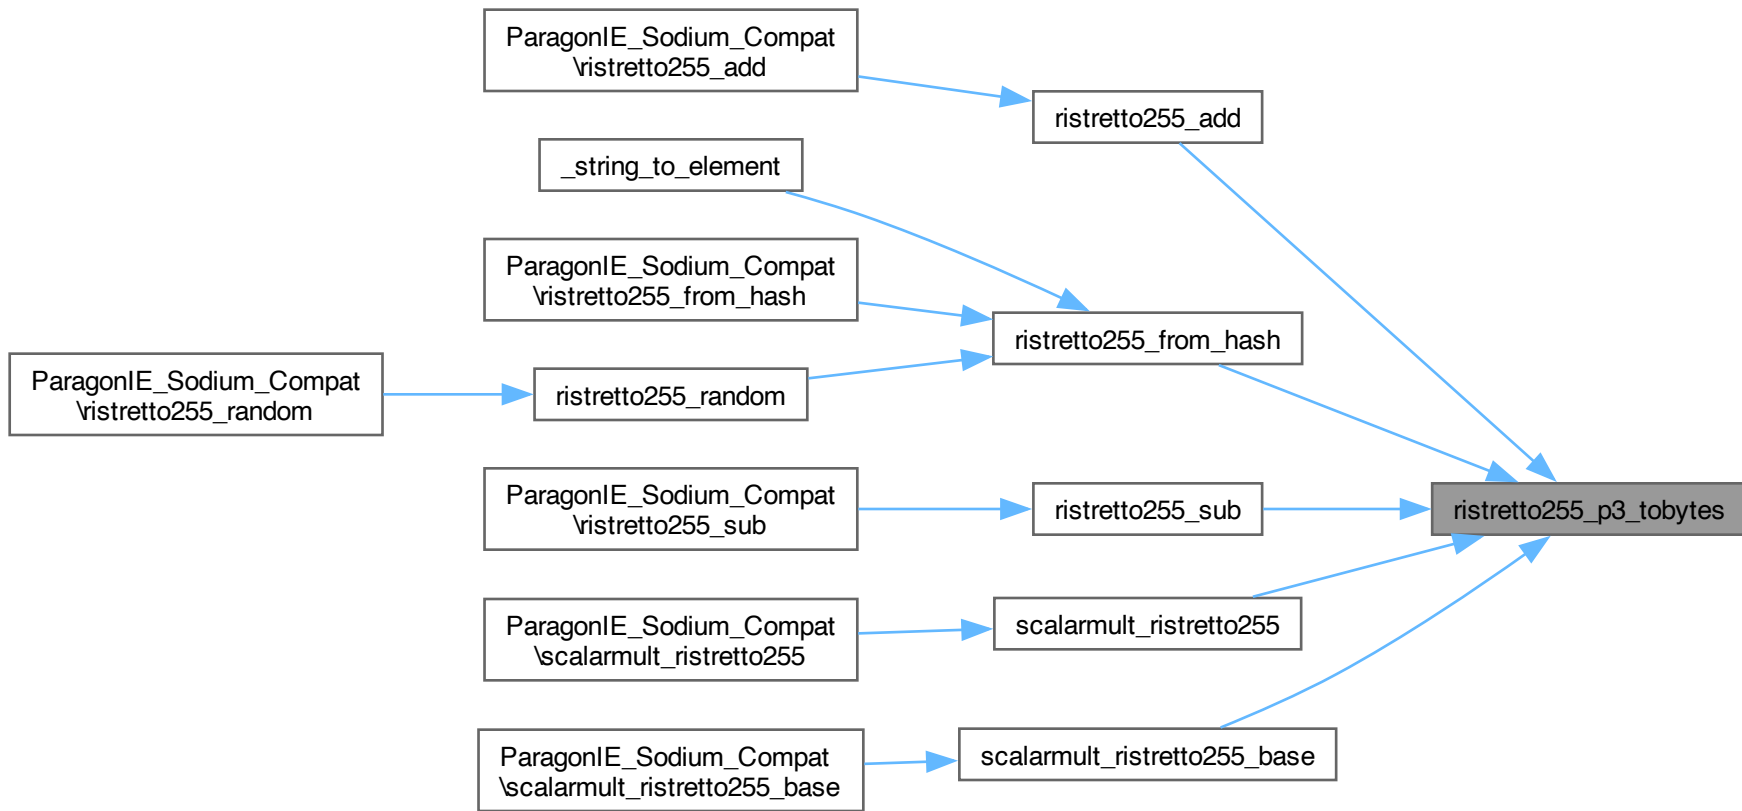 ParagonIE_Sodium_Compat
\ristretto255_add
ristretto255_add
_string_to_element
ParagonIE_Sodium_Compat
\ristretto255_from_hash
ristretto255_from_hash
ParagonIE_Sodium_Compat
\ristretto255_random
ristretto255_random
ParagonIE_Sodium_Compat
\ristretto255_sub
ristretto255_sub
ristretto255_p3_tobytes
ParagonIE_Sodium_Compat
\scalarmult_ristretto255
scalarmult_ristretto255
ParagonIE_Sodium_Compat
\scalarmult_ristretto255_base
scalarmult_ristretto255_base